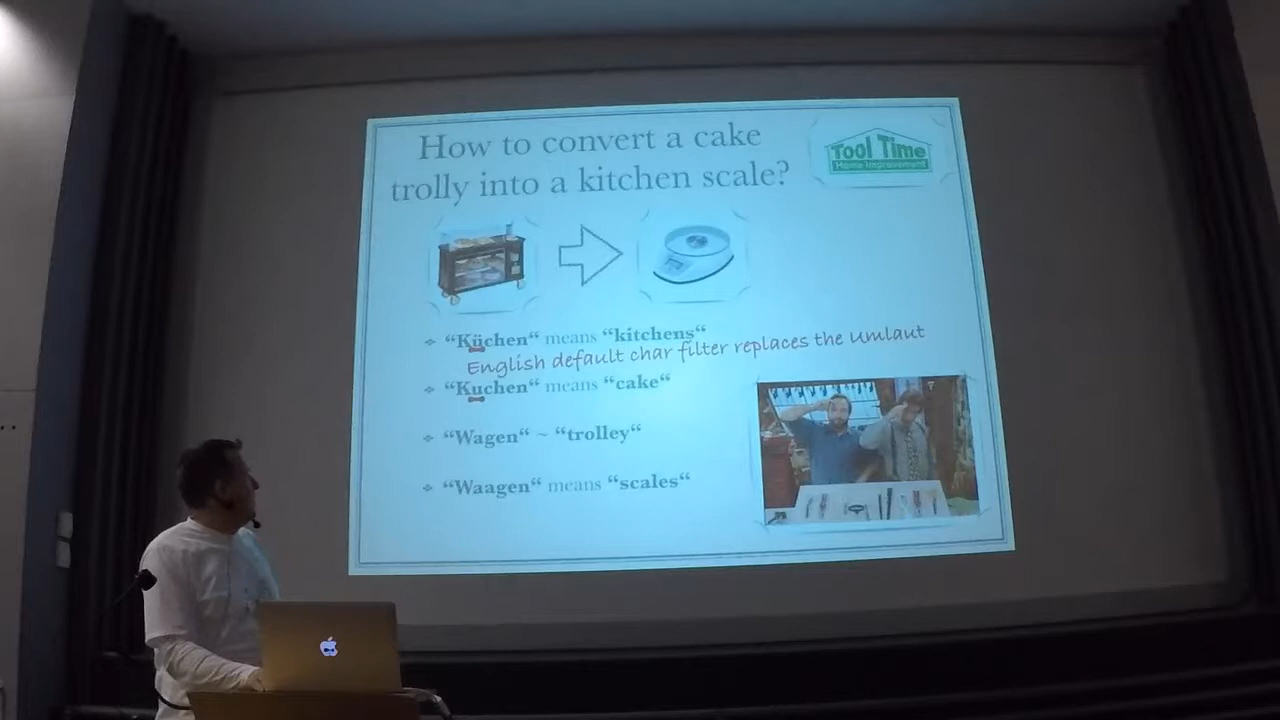 How to convert a cake
trolly into a kitchen scale?
Tool Time
Home Improvement
“Küchen“ means “kitchens“
English default char filter replaces the Umlaut
“Kuchen“ means “cake“
“Wagen“ ~ “trolley“
“Waagen“ means “scales“